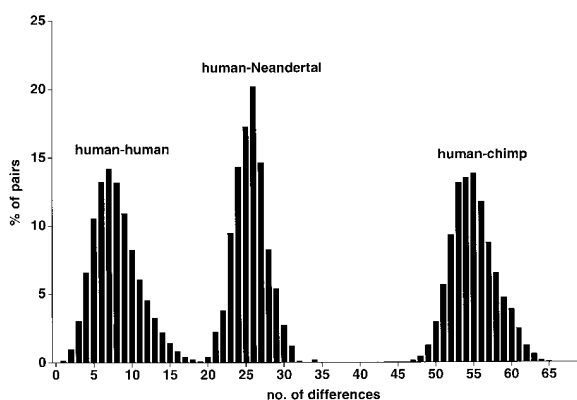 25
human-Neandertal
20
human-human
human-chimp
15
% of pairs
10
5
0
0 5 10 15 20 25 30 35 40 45 50 55 60 65
no. of differences